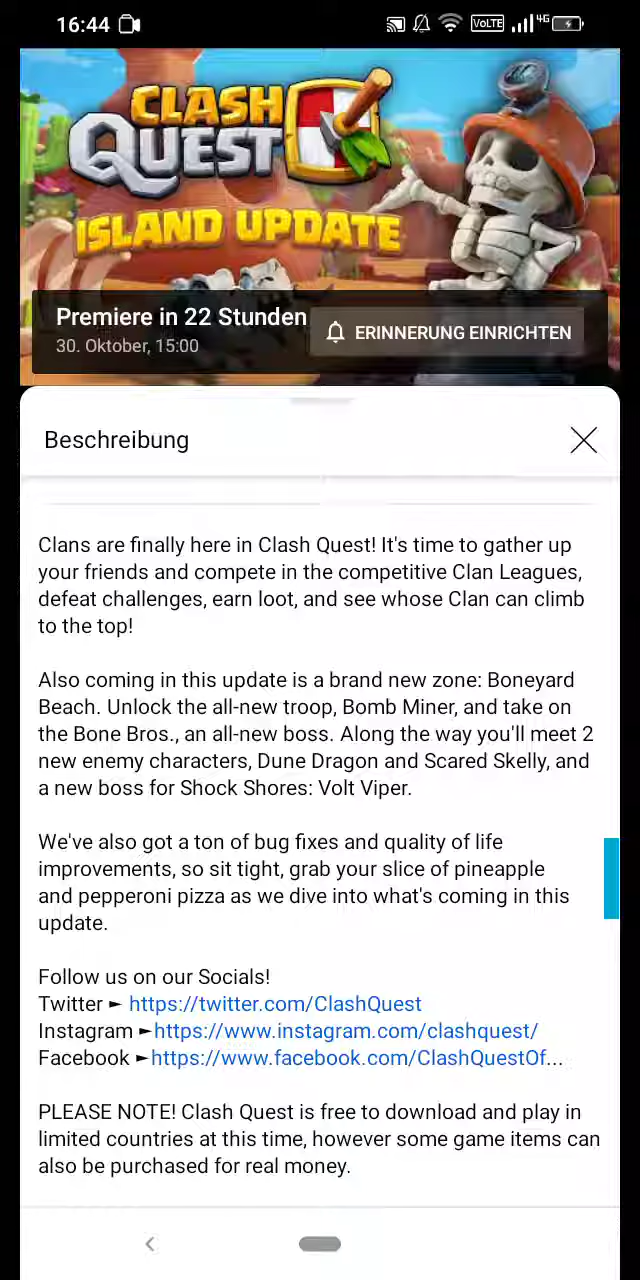 16:44
VoLTE
4G
CLASH
QUEST
ISLAND UPDATE
Premiere in 22 Stunden
30. Oktober, 15:00
ERINNERUNG EINRICHTEN
Beschreibung
Clans are finally here in Clash Quest! It's time to gather up
your friends and compete in the competitive Clan Leagues,
defeat challenges, earn loot, and see whose Clan can climb
to the top!
Also coming in this update is a brand new zone: Boneyard
Beach. Unlock the all-new troop, Bomb Miner, and take on
the Bone Bros., an all-new boss. Along the way you'll meet 2
new enemy characters, Dune Dragon and Scared Skelly, and
a new boss for Shock Shores: Volt Viper.
We've also got a ton of bug fixes and quality of life
improvements, so sit tight, grab your slice of pineapple
and pepperoni pizza as we dive into what's coming in this
update.
Follow us on our Socials!
Twitter ► https://twitter.com/ClashQuest
Instagram ►https://www.instagram.com/clashquest/
Facebook ►https://www.facebook.com/ClashQuestOf...
PLEASE NOTE! Clash Quest is free to download and play in
limited countries at this time, however some game items can
also be purchased for real money.